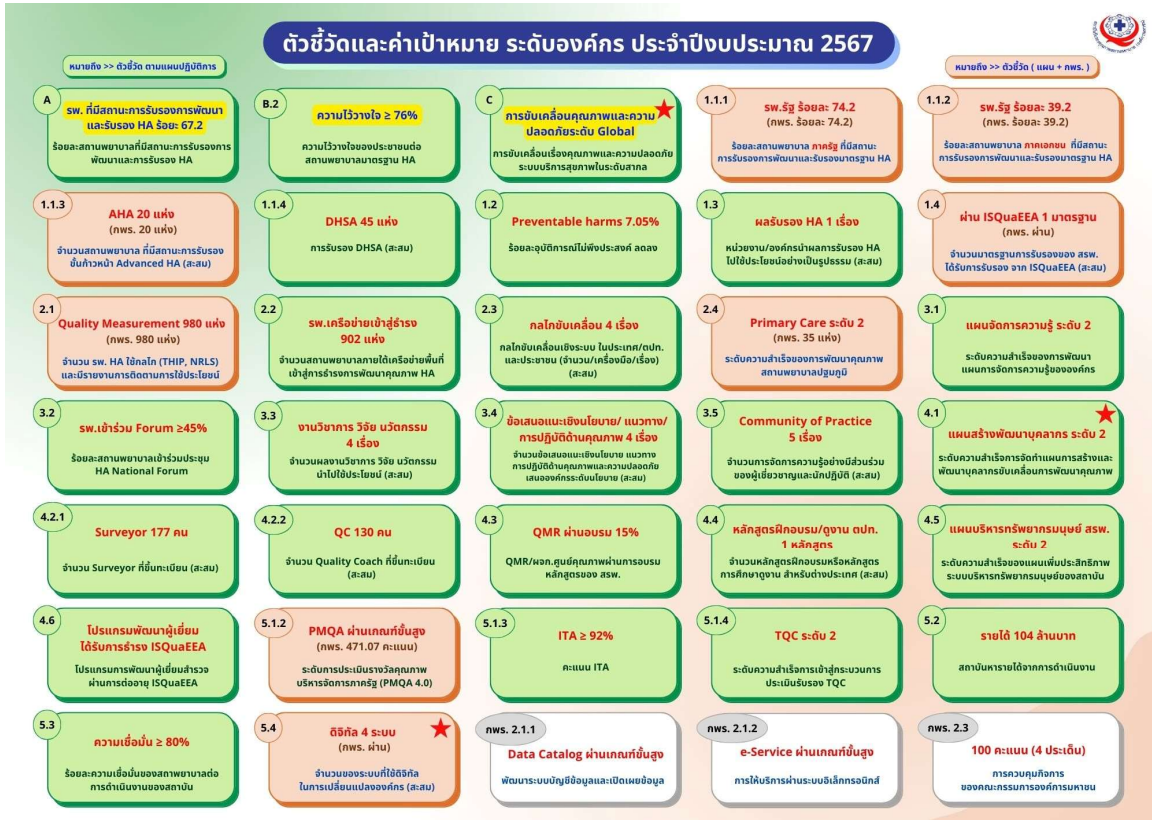 ตัวชี้วัดและค่าเป้าหมาย ระดับองค์กร ประจำปีงบประมาณ 2567
หมายถึง >> ตัวชี้วัด ตามแผนปฏิบัติการ
หมายถึง >> ตัวชี้วัด ( แผน + กพร. )
A
รพ. ที่มีสถานะการรับรองการพัฒนา
และรับรอง HA ร้อยะ 67.2
ร้อยละสถานพยาบาลที่มีสถานะการรับรองการ
พัฒนาและการรับรอง HA
B.2
ความไว้วางใจ ≥ 76%
ความไว้วางใจของประชาชนต่อ
สถานพยาบาลมาตรฐาน HA
C
การขับเคลื่อนคุณภาพและความ
ปลอดภัยระดับ Global
การขับเคลื่อนเรื่องคุณภาพและความปลอดภัย
ระบบบริการสุขภาพในระดับสากล
1.1.1
รพ.รัฐ ร้อยละ 74.2
(กพร. ร้อยละ 74.2)
ร้อยละสถานพยาบาล ภาครัฐ ที่มีสถานะ
การรับรองการพัฒนาและรับรองมาตรฐาน HA
1.1.2
รพ.รัฐ ร้อยละ 39.2
(กพร. ร้อยละ 39.2)
ร้อยละสถานพยาบาล ภาคเอกชน ที่มีสถานะ
การรับรองการพัฒนาและรับรองมาตรฐาน HA
1.1.3
AHA 20 แห่ง
(กพร. 20 แห่ง)
จำนวนสถานพยาบาล ที่มีสถานะการรับรอง
ขั้นก้าวหน้า Advanced HA (สะสม)
1.1.4
DHSA 45 แห่ง
การรับรอง DHSA (สะสม)
1.2
Preventable harms 7.05%
ร้อยละอุบัติการณ์ไม่พึงประสงค์ ลดลง
1.3
ผลรับรอง HA 1 เรื่อง
หน่วยงาน/องค์กรนำผลการรับรอง HA
ไปใช้ประโยชน์อย่างเป็นรูปธรรม (สะสม)
1.4
ผ่าน ISQuaEEA 1 มาตรฐาน
(กพร. ผ่าน)
จำนวนมาตรฐานการรับรองของ สรพ.
ได้รับการรับรอง จาก ISQuaEEA (สะสม)
2.1
Quality Measurement 980 แห่ง
(กพร. 980 แห่ง)
จำนวน รพ. HA ใช้กลไก (THIP, NRLS)
และมีรายงานการติดตามการใช้ประโยชน์
2.2
รพ.เครือข่ายเข้าสู่ธำรง
902 แห่ง
จำนวนสถานพยาบาลภายใต้เครือข่ายพื้นที่
เข้าสู่การธำรงการพัฒนาคุณภาพ HA
2.3
กลไกขับเคลื่อน 4 เรื่อง
กลไกขับเคลื่อนเชิงระบบ ในประเทศ/ตปท.
และประชาชน (จำนวน/เครื่องมือ/เรื่อง)
(สะสม)
2.4
Primary Care ระดับ 2
(กพร. 35 แห่ง)
ระดับความสำเร็จของการพัฒนาคุณภาพ
สถานพยาบาลปฐมภูมิ
3.1
แผนจัดการความรู้ ระดับ 2
ระดับความสำเร็จของการพัฒนา
แผนการจัดการความรู้ขององค์กร
3.2
รพ.เข้าร่วม Forum ≥45%
ร้อยละสถานพยาบาลเข้าร่วมประชุม
HA National Forum
3.3
งานวิชาการ วิจัย นวัตกรรม
4 เรื่อง
จำนวนผลงานวิชาการ วิจัย นวัตกรรม
นำไปใช้ประโยชน์ (สะสม)
3.4
ข้อเสนอแนะเชิงนโยบาย/ แนวทาง/
การปฏิบัติด้านคุณภาพ 4 เรื่อง
จำนวนข้อเสนอแนะเชิงนโยบาย แนวทาง
การปฏิบัติด้านคุณภาพและความปลอดภัย
เสนอองค์กรระดับนโยบาย (สะสม)
3.5
Community of Practice
5 เรื่อง
จำนวนการจัดการความรู้อย่างมีส่วนร่วม
ของผู้เชี่ยวชาญและนักปฏิบัติ (สะสม)
4.1
แผนสร้างพัฒนาบุคลากร ระดับ 2
ระดับความสำเร็จการจัดทำแผนการสร้างและ
พัฒนาบุคลากรขับเคลื่อนการพัฒนาคุณภาพ
4.2.1
Surveyor 177 คน
จำนวน Surveyor ที่ขึ้นทะเบียน (สะสม)
4.2.2
QC 130 คน
จำนวน Quality Coach ที่ขึ้นทะเบียน
(สะสม)
4.3
QMR ผ่านอบรม 15%
QMR/ผจก.ศูนย์คุณภาพผ่านการอบรม
หลักสูตรของ สรพ.
4.4
หลักสูตรฝึกอบรม/ดูงาน ตปท.
1 หลักสูตร
จำนวนหลักสูตรฝึกอบรมหรือหลักสูตร
การศึกษาดูงาน สำหรับต่างประเทศ (สะสม)
4.5
แผนบริหารทรัพยากรมนุษย์ สรพ.
ระดับ 2
ระดับความสำเร็จของแผนเพิ่มประสิทธิภาพ
ระบบบริหารทรัพยากรมนุษย์ของสถาบัน
4.6
โปรแกรมพัฒนาผู้เยี่ยม
ได้รับการธำรง ISQuaEEA
โปรแกรมการพัฒนาผู้เยี่ยมสำรวจ
ผ่านการต่ออายุ ISQuaEEA
5.1.2
PMQA ผ่านเกณฑ์ขั้นสูง
(กพร. 471.07 คะแนน)
ระดับการประเมินรางวัลคุณภาพ
บริหารจัดการภาครัฐ (PMQA 4.0)
5.1.3
ITA ≥ 92%
คะแนน ITA
5.1.4
TQC ระดับ 2
ระดับความสำเร็จการเข้าสู่กระบวนการ
ประเมินรับรอง TQC
5.2
รายได้ 104 ล้านบาท
สถาบันหารายได้จากการดำเนินงาน
5.3
ความเชื่อมั่น ≥ 80%
ร้อยละความเชื่อมั่นของสภาพยาบาลต่อ
การดำเนินงานของสถาบัน
5.4
ดิจิทัล 4 ระบบ
(กพร. ผ่าน)
จำนวนของระบบที่ใช้ดิจิทัล
ในการเปลี่ยนแปลงองค์กร (สะสม)
กพร. 2.1.1
Data Catalog ผ่านเกณฑ์ขั้นสูง
พัฒนาระบบบัญชีข้อมูลและเปิดเผยข้อมูล
กพร. 2.1.2
e-Service ผ่านเกณฑ์ขั้นสูง
การให้บริการผ่านระบบอิเล็กทรอนิกส์
กพร. 2.3
100 คะแนน (4 ประเด็น)
การควบคุมกิจการ
ของคณะกรรมการองค์การมหาชน